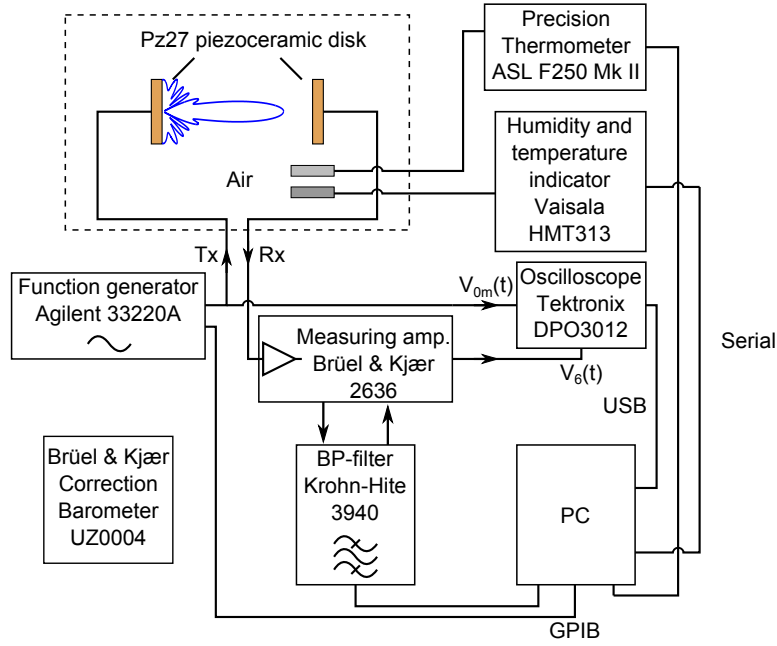 Pz27 piezoceramic disk
Air
Precision
Thermometer
ASL F250 Mk II
Humidity and
temperature
indicator
Vaisala
HMT313
Tx
Rx
Function generator
Agilent 33220A
V0m(t)
Oscilloscope
Tektronix
DPO3012
Measuring amp.
Brüel & Kjær
2636
V6(t)
Serial
USB
Brüel & Kjær
Correction
Barometer
UZ0004
BP-filter
Krohn-Hite
3940
PC
GPIB